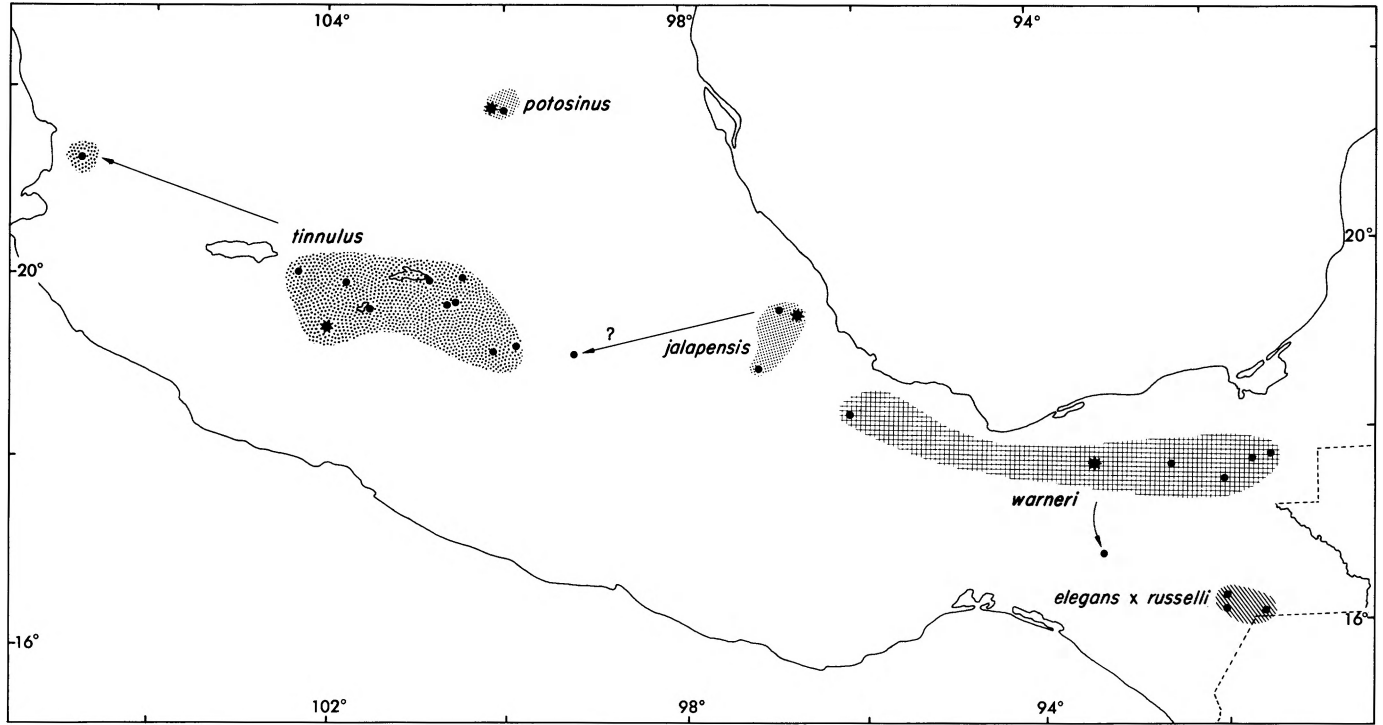 104° 98° 94°
potosinus
tinnulus
20°
20°
?
jalapensis
warneri
elegans x russelli
16°
16°
102° 98° 94°